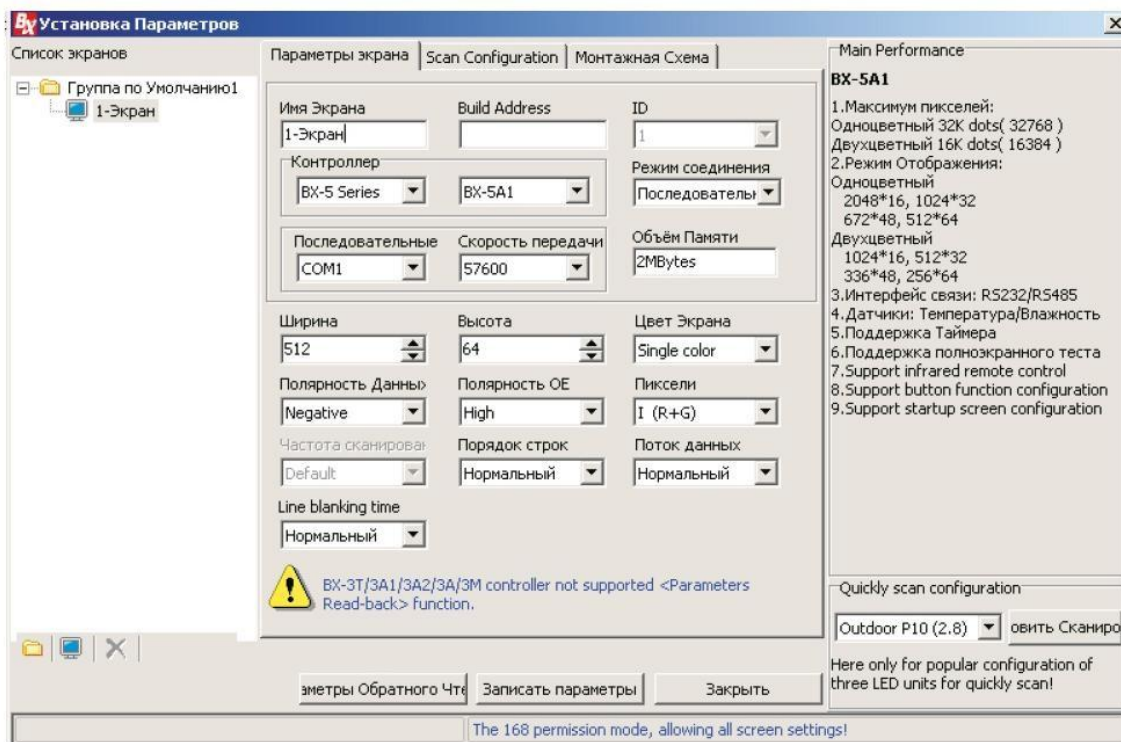 BX Установка Параметров
Список экранов
Группа по Умолчанию1
1-Экран
Параметры экрана
Scan Configuration
Монтажная Схема
Имя Экрана
Build Address
ID
1-Экран
1
Контроллер
Режим соединения
BX-5 Series
BX-5A1
Последователь
Последовательные
Скорость передачи
Объём Памяти
COM1
57600
2MBytes
Ширина
Высота
Цвет Экрана
512
64
Single color
Полярность Данны
Полярность OE
Пиксели
Negative
High
I (R+G)
Частота сканирован
Порядок строк
Поток данных
Default
Нормальный
Нормальный
Line blanking time
Нормальный
BX-3T/3A1/3A2/3A/3M controller not supported <Parameters
Read-back> function.
аметры Обратного Чте
Записать параметры
Закрыть
Main Performance
BX-5A1
1.Максимум пикселей:
Одноцветный 32K dots( 32768 )
Двухцветный 16K dots( 16384 )
2.Режим Отображения:
Одноцветный
2048*16, 1024*32
672*48, 512*64
Двухцветный
1024*16, 512*32
336*48, 256*64
3.Интерфейс связи: RS232/RS485
4.Датчики: Температура/Влажность
5.Поддержка Таймера
6.Поддержка полноэкранного теста
7.Support infrared remote control
8.Support button function configuration
9.Support startup screen configuration
Quickly scan configuration
Outdoor P10 (2.8)
овить Сканиро
Here only for popular configuration of
three LED units for quickly scan!
The 168 permission mode, allowing all screen settings!